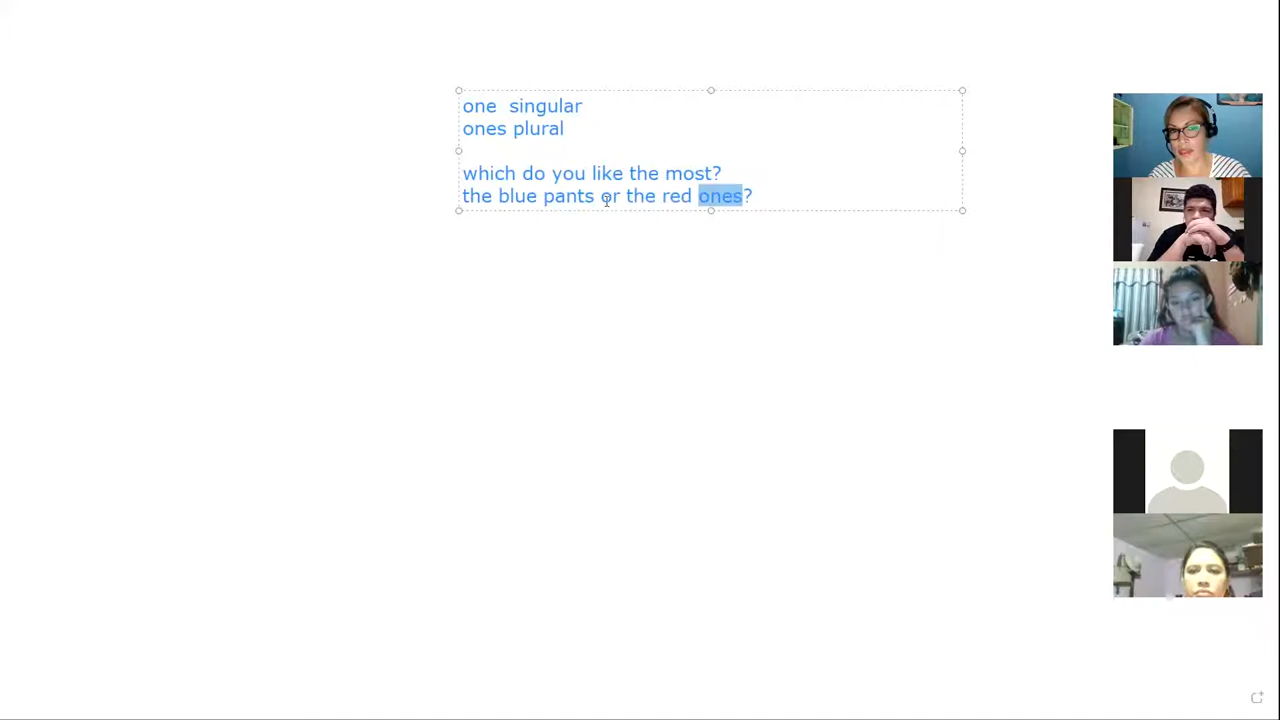 one  singular
ones plural
which do you like the most?
the blue pants or the red ones?